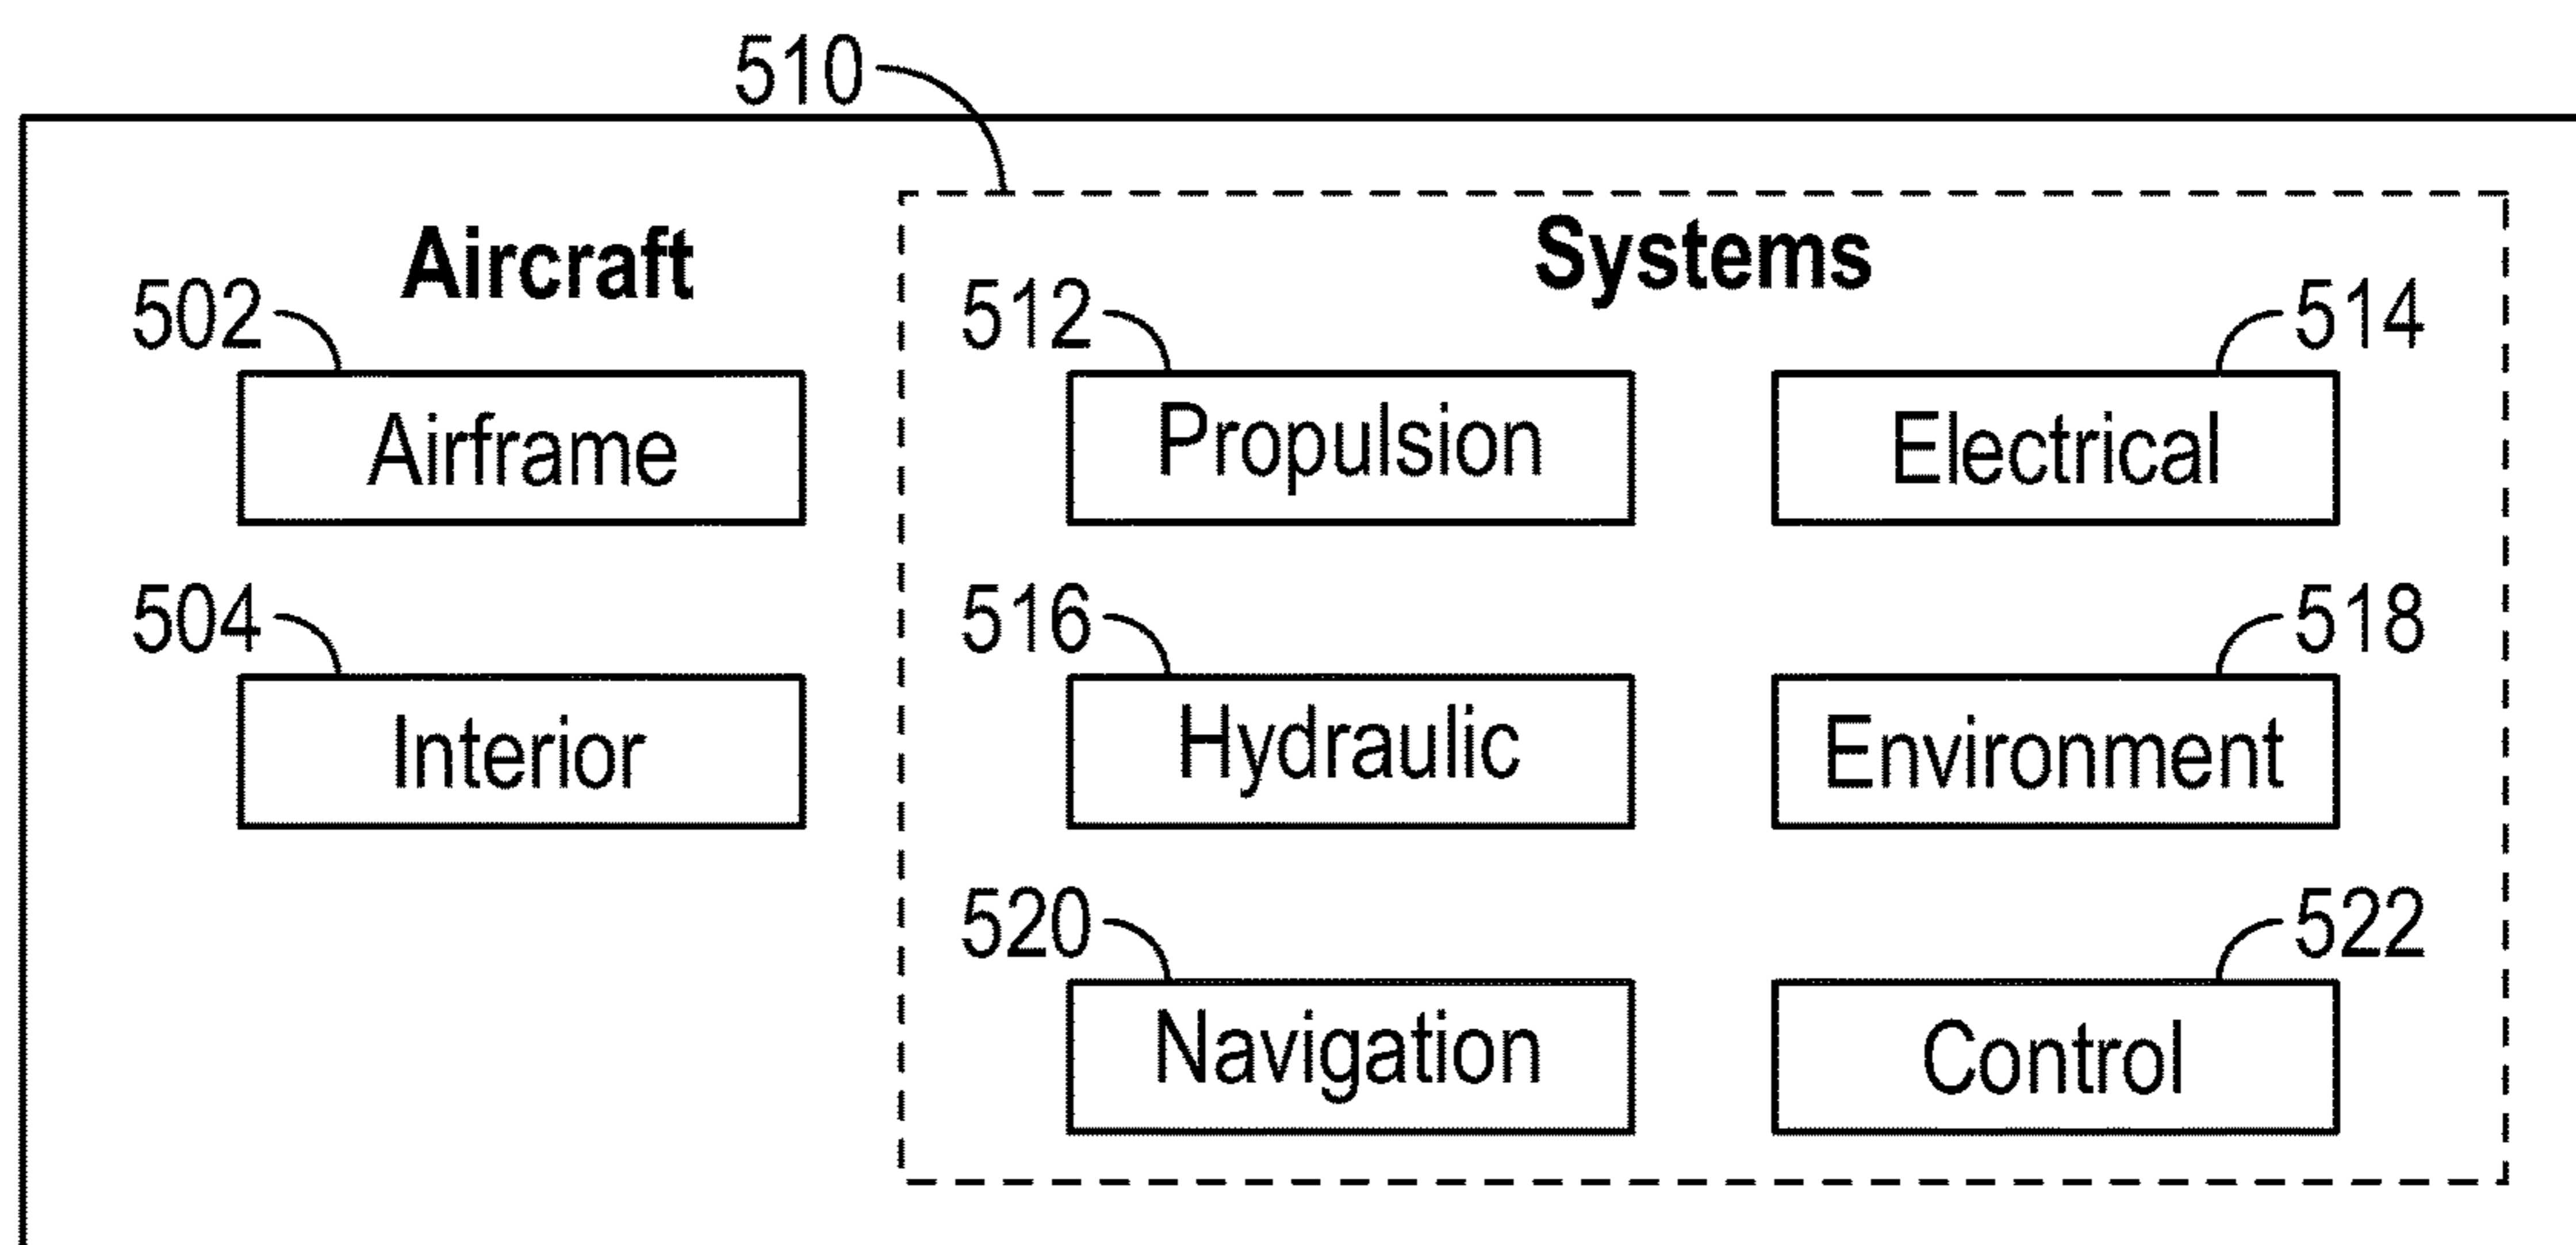 510
Aircraft
Systems
502
512
514
Airframe
Propulsion
Electrical
504
516
518
Interior
Hydraulic
Environment
520
522
Navigation
Control